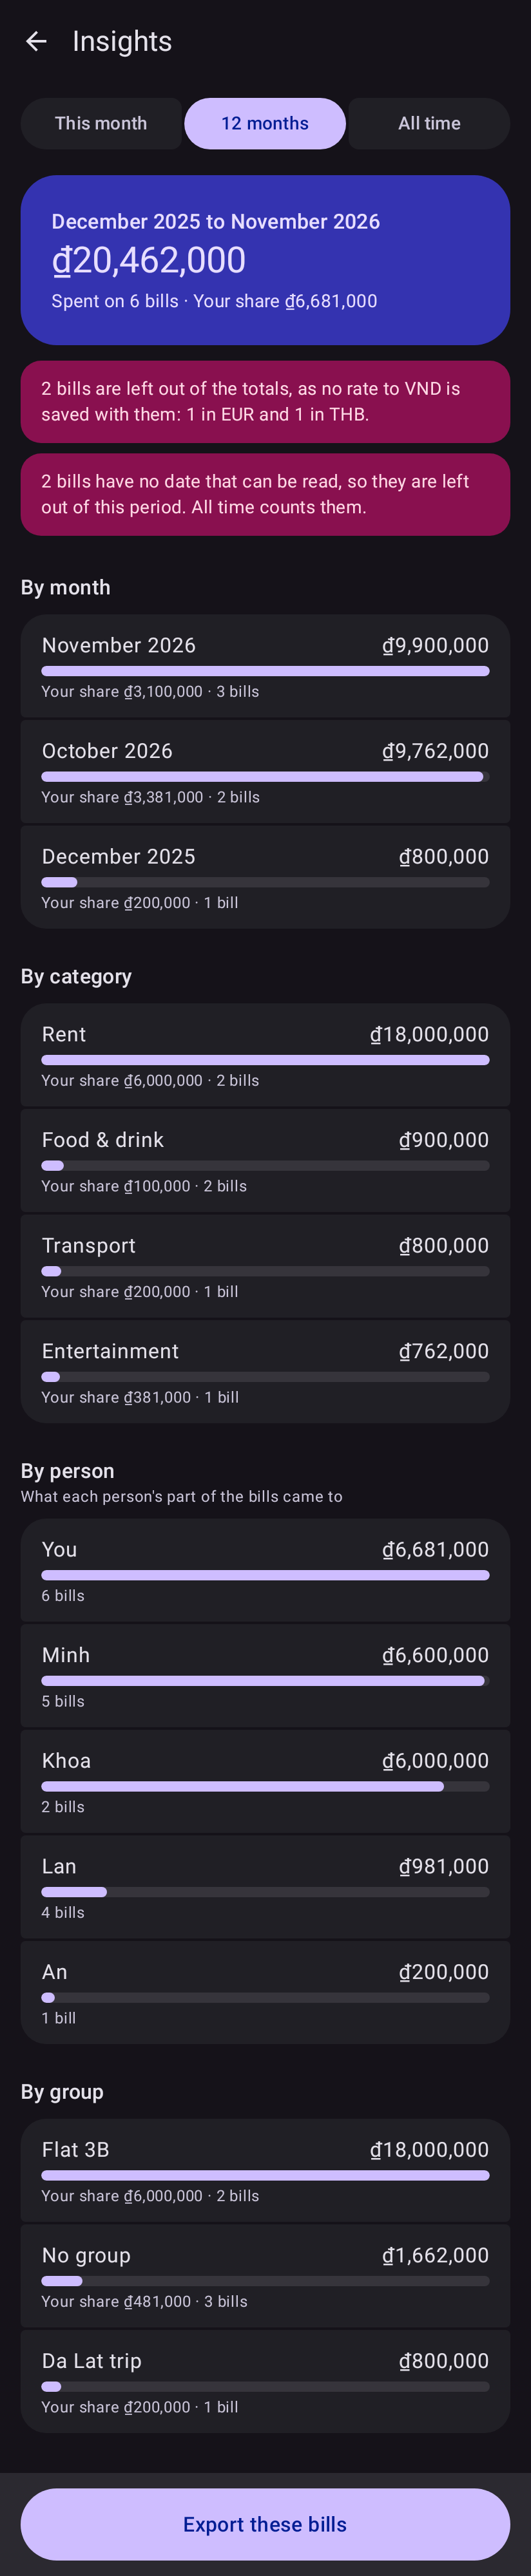 Insights
This month
12 months
All time
December 2025 to November 2026
₫20,462,000
Spent on 6 bills · Your share ₫6,681,000
2 bills are left out of the totals, as no rate to VND is
saved with them: 1 in EUR and 1 in THB.
2 bills have no date that can be read, so they are left
out of this period. All time counts them.
By month
November 2026 ₫9,900,000
Your share ₫3,100,000 · 3 bills
October 2026 ₫9,762,000
Your share ₫3,381,000 · 2 bills
December 2025 ₫800,000
Your share ₫200,000 · 1 bill
By category
Rent ₫18,000,000
Your share ₫6,000,000 · 2 bills
Food & drink ₫900,000
Your share ₫100,000 · 2 bills
Transport ₫800,000
Your share ₫200,000 · 1 bill
Entertainment ₫762,000
Your share ₫381,000 · 1 bill
By person
What each person's part of the bills came to
You ₫6,681,000
6 bills
Minh ₫6,600,000
5 bills
Khoa ₫6,000,000
2 bills
Lan ₫981,000
4 bills
An ₫200,000
1 bill
By group
Flat 3B ₫18,000,000
Your share ₫6,000,000 · 2 bills
No group ₫1,662,000
Your share ₫481,000 · 3 bills
Da Lat trip ₫800,000
Your share ₫200,000 · 1 bill
Export these bills